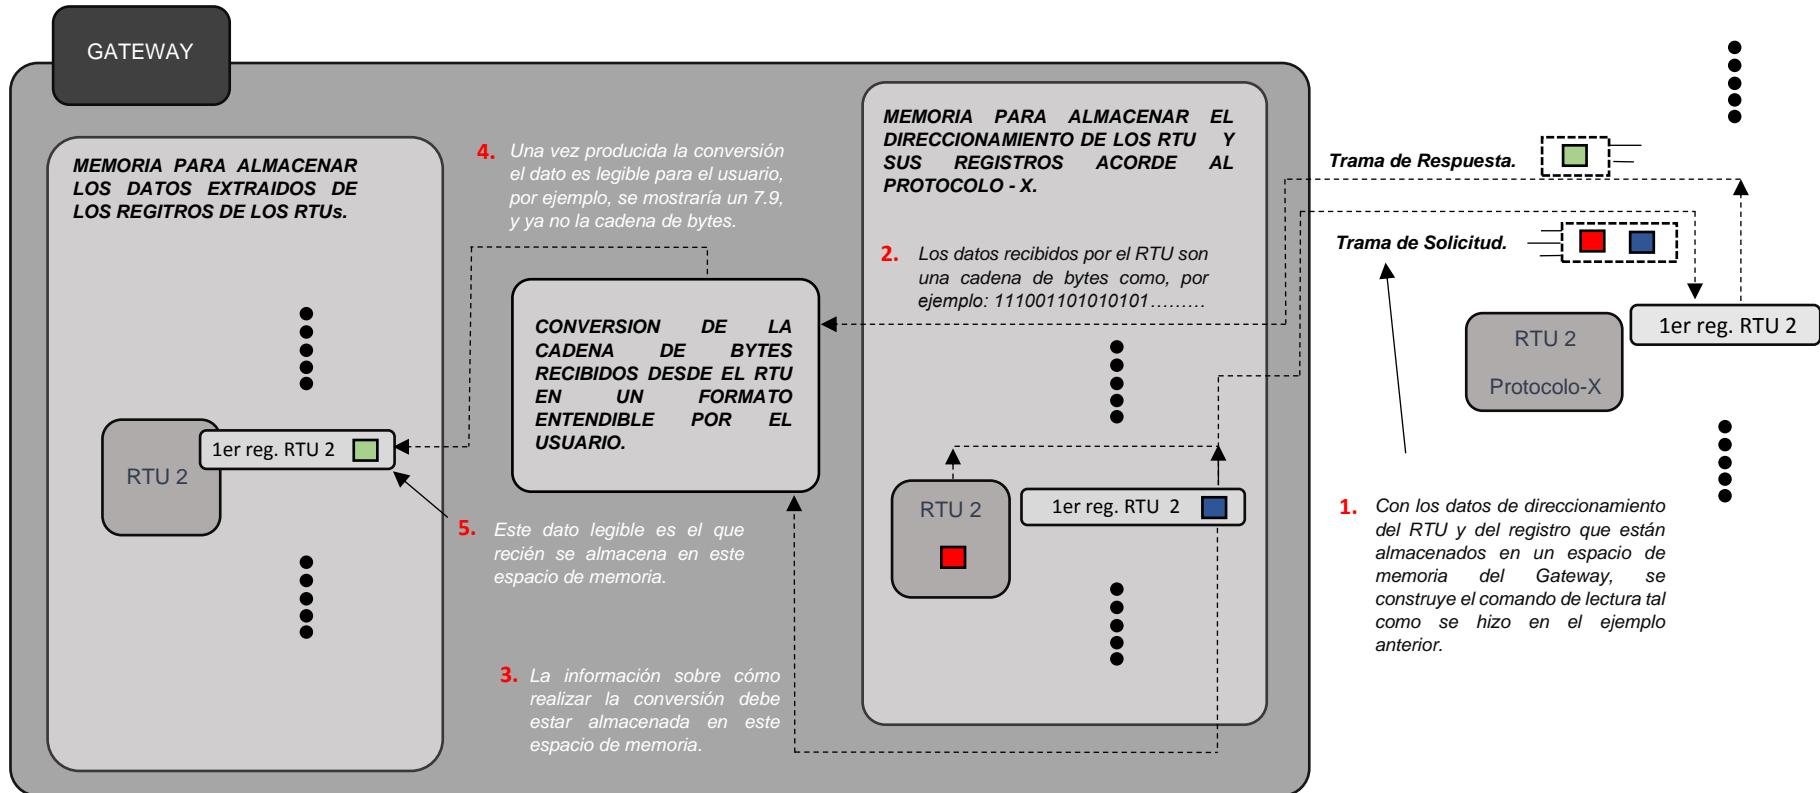 GATEWAY
MEMORIA PARA ALMACENAR
LOS DATOS EXTRAIDOS DE
LOS REGITROS DE LOS RTUs.
4. Una vez producida la conversión
el dato es legible para el usuario,
por ejemplo, se mostraría un 7.9,
y ya no la cadena de bytes.
MEMORIA PARA ALMACENAR EL
DIRECCIONAMIENTO DE LOS RTU Y
SUS REGISTROS ACORDE AL
PROTOCOLO - X.
2. Los datos recibidos por el RTU son
una cadena de bytes como, por
ejemplo: 111001101010101………
Trama de Respuesta.
Trama de Solicitud.
1er reg. RTU 2
RTU 2
Protocolo-X
CONVERSION DE LA
CADENA DE BYTES
RECIBIDOS DESDE EL RTU
EN UN FORMATO
ENTENDIBLE POR EL
USUARIO.
1er reg. RTU 2
RTU 2
RTU 2
1er reg. RTU 2
5. Este dato legible es el que
recién se almacena en este
espacio de memoria.
1. Con los datos de direccionamiento
del RTU y del registro que están
almacenados en un espacio de
memoria del Gateway, se
construye el comando de lectura tal
como se hizo en el ejemplo
anterior.
3. La información sobre cómo
realizar la conversión debe
estar almacenada en este
espacio de memoria.